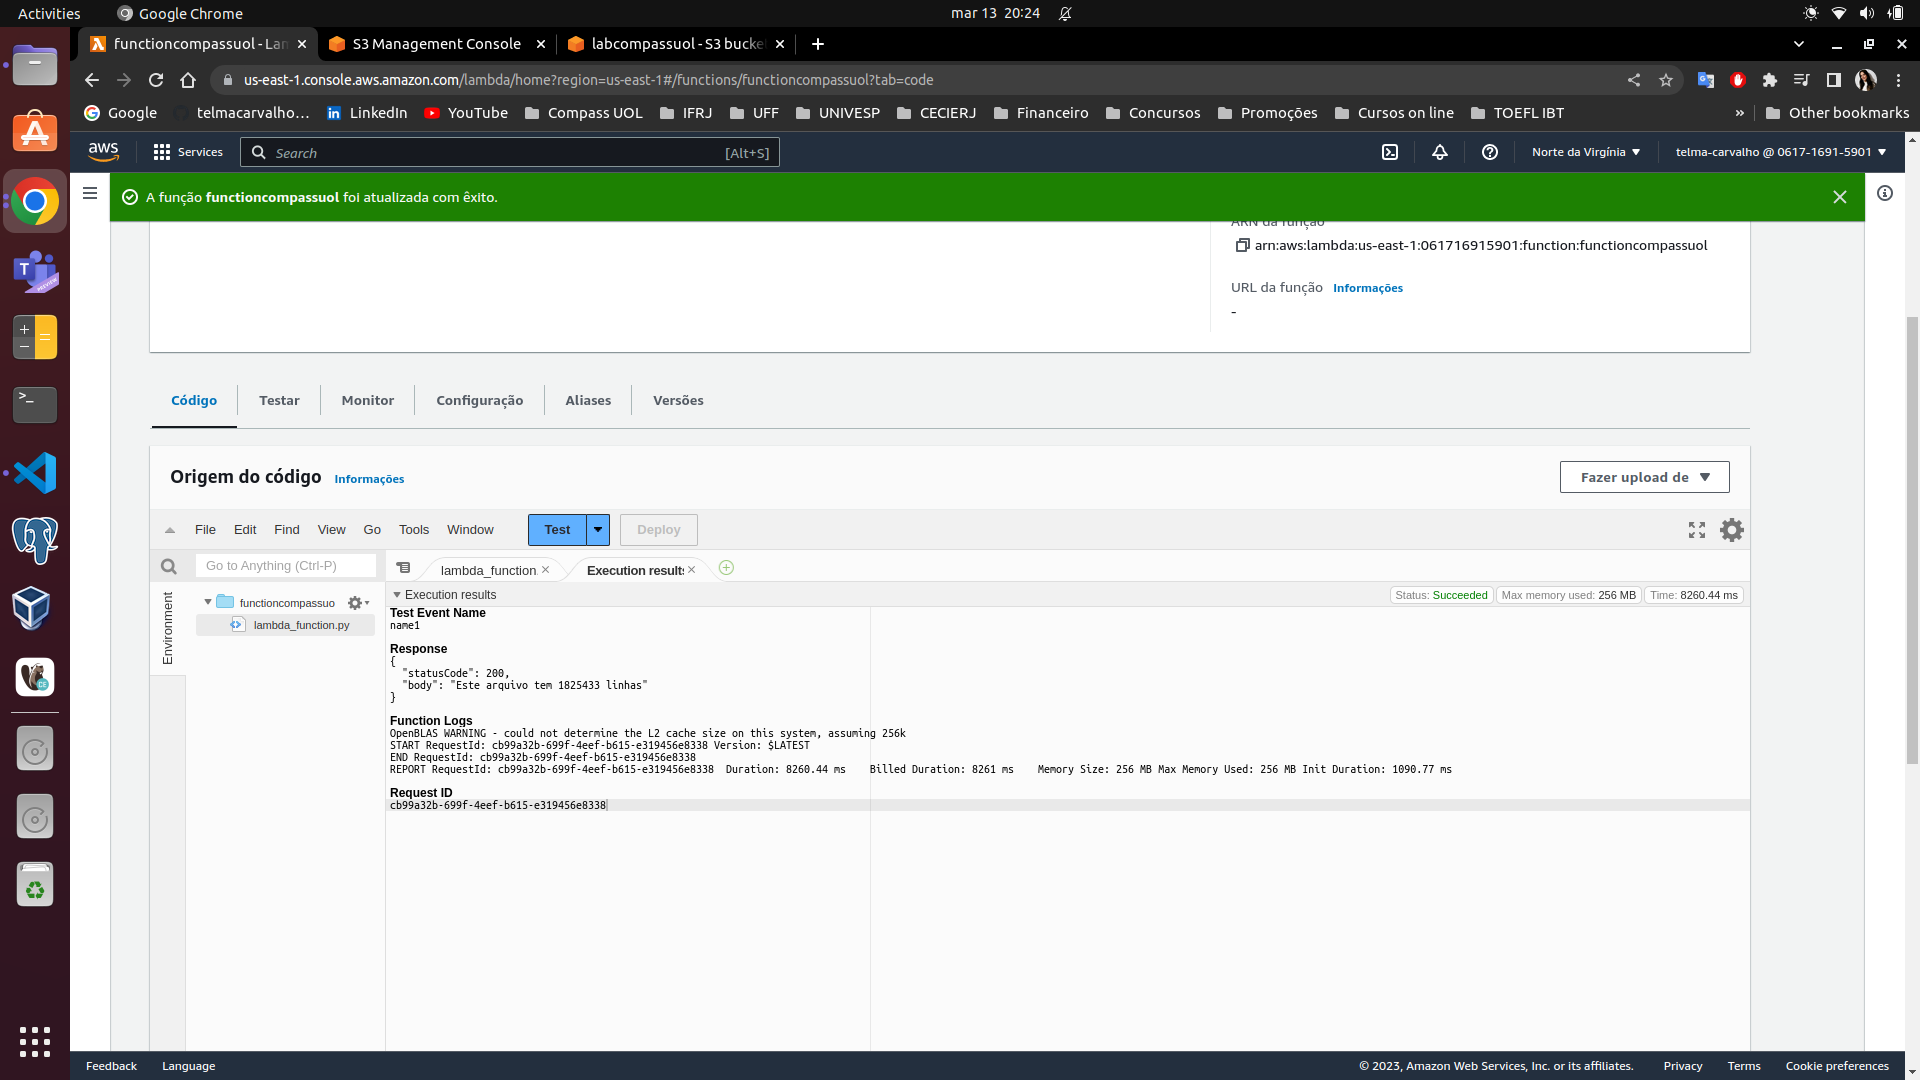 Activities
Google Chrome
mar 13 20:24
functioncompassuol - Lan
S3 Management Console
labcompassuol - S3 bucke
us-east-1.console.aws.amazon.com/lambda/home?region=us-east-1#/functions/functioncompassuol?tab=code
Google
telmacarvalho...
LinkedIn
YouTube
Compass UOL
IFRJ
UFF
UNIVESP
CECIERJ
Financeiro
Concursos
Promoções
Cursos on line
TOEFL IBT
»
Other bookmarks
aws
Services
Search
[Alt+S]
Norte da Virgínia
telma-carvalho @ 0617-1691-5901
A função functioncompassuol foi atualizada com êxito.
ARN da função
arn:aws:lambda:us-east-1:061716915901:function:functioncompassuol
URL da função Informações
-
Código
Testar
Monitor
Configuração
Aliases
Versões
Origem do código Informações
Fazer upload de
File
Edit
Find
View
Go
Tools
Window
Test
Deploy
Go to Anything (Ctrl-P)
lambda_function.
Execution results
Environment
functioncompassuo
lambda_function.py
Execution results
Status: Succeeded
Max memory used: 256 MB
Time: 8260.44 ms
Test Event Name
name1
Response
{
"statusCode": 200,
"body": "Este arquivo tem 1825433 linhas"
}
Function Logs
OpenBLAS WARNING - could not determine the L2 cache size on this system, assuming 256k
START RequestId: cb99a32b-699f-4eef-b615-e319456e8338 Version: $LATEST
END RequestId: cb99a32b-699f-4eef-b615-e319456e8338
REPORT RequestId: cb99a32b-699f-4eef-b615-e319456e8338 Duration: 8260.44 ms Billed Duration: 8261 ms Memory Size: 256 MB Max Memory Used: 256 MB Init Duration: 1090.77 ms
Request ID
cb99a32b-699f-4eef-b615-e319456e8338
Feedback
Language
© 2023, Amazon Web Services, Inc. or its affiliates.
Privacy
Terms
Cookie preferences